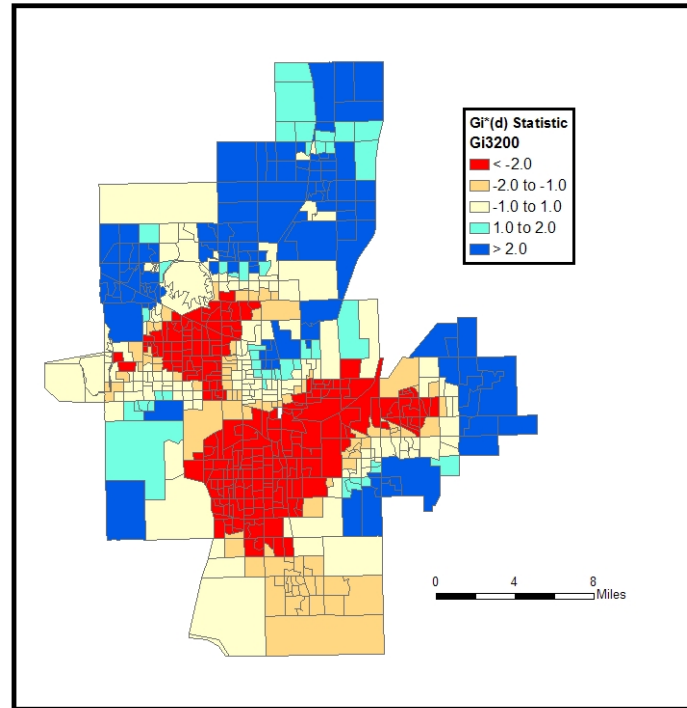 Gi*(d) Statistic
Gi3200
< -2.0
-2.0 to -1.0
-1.0 to 1.0
1.0 to 2.0
> 2.0
0 4 8
Miles